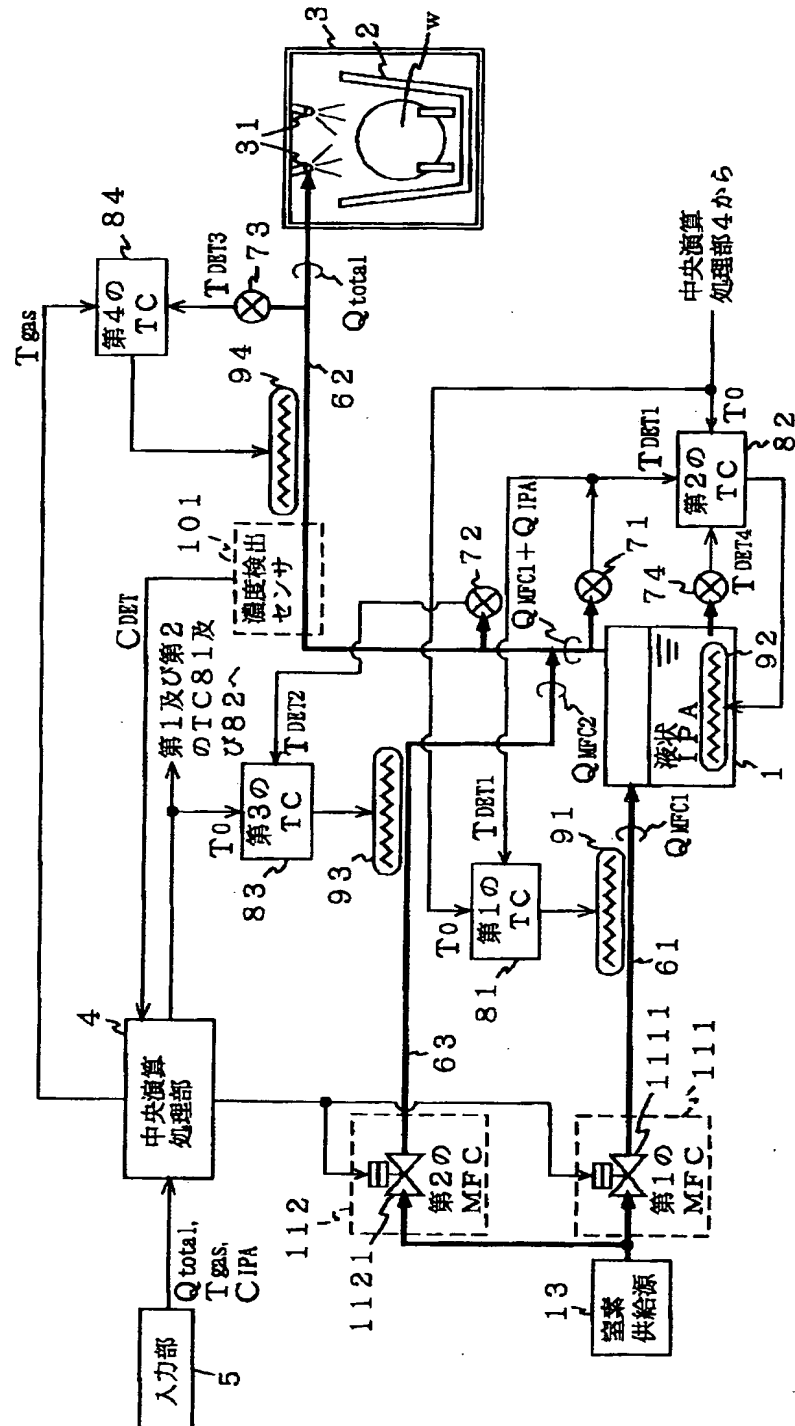 入力部
5
Qtotal,
Tgas,
CIPA
中央演算
処理部
4
Tgas
CDET
第1及び第2
のTC81及
び82へ
T0
第3の
TC
83
TDET2
93
濃度検出
センサ
101
第4の
TC
84
TDET3
73
94
62
Qtotal
31
3
2
w
72
QMFC1+QIPA
71
QMFC2
63
第2の
MFC
112
1121
窒素
供給源
13
第1の
MFC
111
1111
61
QMFC1
T0
第1の
TC
81
TDET1
91
液状
IPA
1
92
74
TDET4
第2の
TC
82
TDET1
T0
中央演算
処理部4から